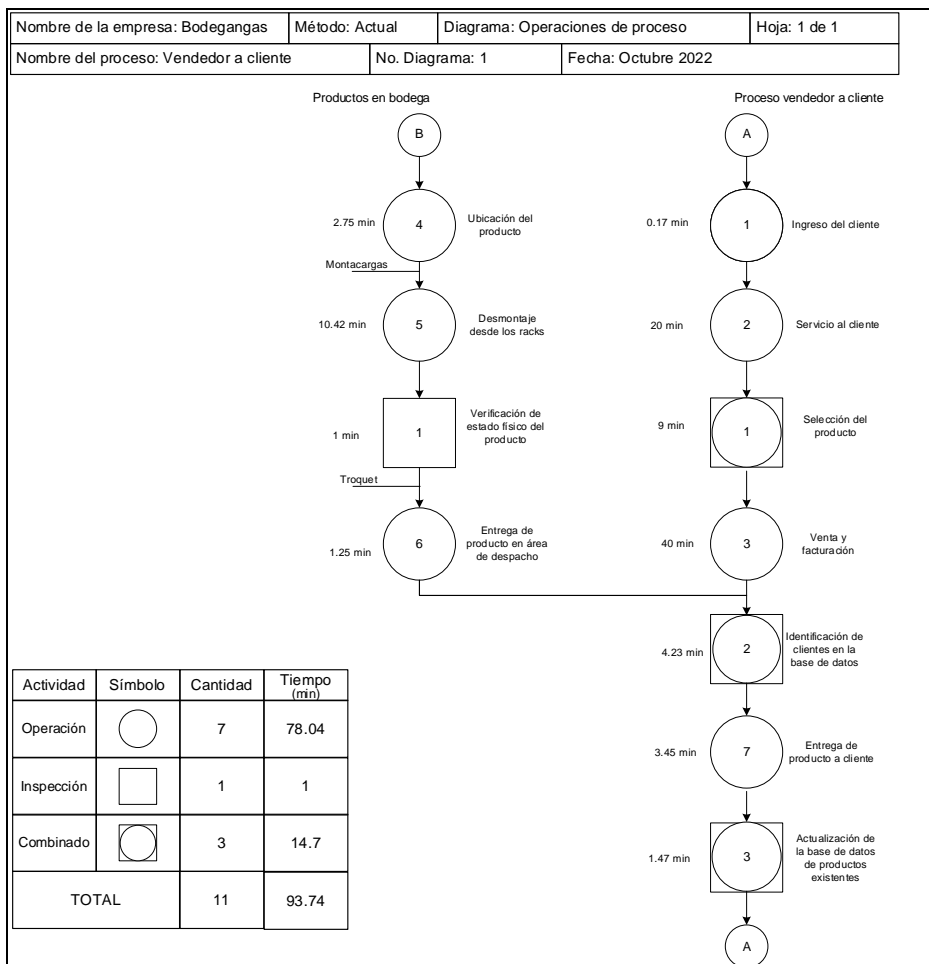 Nombre de la empresa: Bodegangas
Método: Actual
Diagrama: Operaciones de proceso
Hoja: 1 de 1
Nombre del proceso: Vendedor a cliente
No. Diagrama: 1
Fecha: Octubre 2022
Productos en bodega
B
2.75 min
4
Ubicación del
producto
Montacargas
10.42 min
5
Desmontaje
desde los racks
1 min
1
Verificación de
estado físico del
producto
Troquet
1.25 min
6
Entrega de
producto en área
de despacho
Proceso vendedor a cliente
A
0.17 min
1
Ingreso del cliente
20 min
2
Servicio al cliente
9 min
1
Selección del
producto
40 min
3
Venta y
facturación
4.23 min
2
Identificación de
clientes en la
base de datos
3.45 min
7
Entrega de
producto a cliente
1.47 min
3
Actualización de
la base de datos
de productos
existentes
A
Actividad Símbolo Cantidad Tiempo
(min)
Operación 7 78.04
Inspección 1 1
Combinado 3 14.7
TOTAL 11 93.74